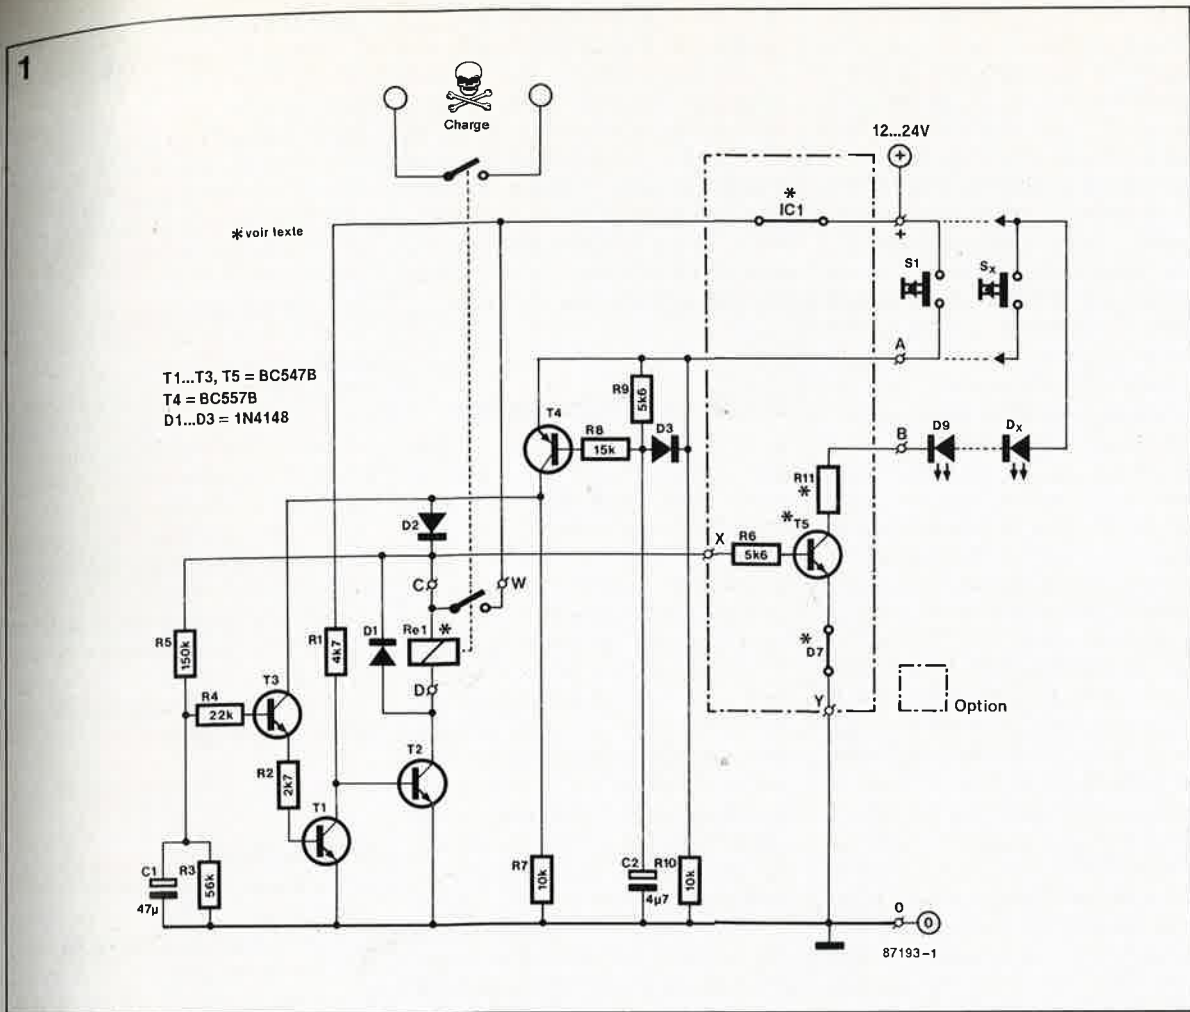 1
Charge
12...24V
+
*
IC1
+
* voir texte
S1
Sx
A
T1...T3, T5 = BC547B
T4 = BC557B
D1...D3 = 1N4148
R9
5k6
T4
R8
15k
D3
B
D9
Dx
R11
*
D2
*T5
X
R6
5k6
C
W
R5
150k
R1
4k7
D1
Re1
*
*
D7
T3
D
R4
22k
Y
Option
T2
R2
2k7
T1
C1
47µ
R3
56k
R7
10k
C2
4µ7
R10
10k
0
0
87193-1